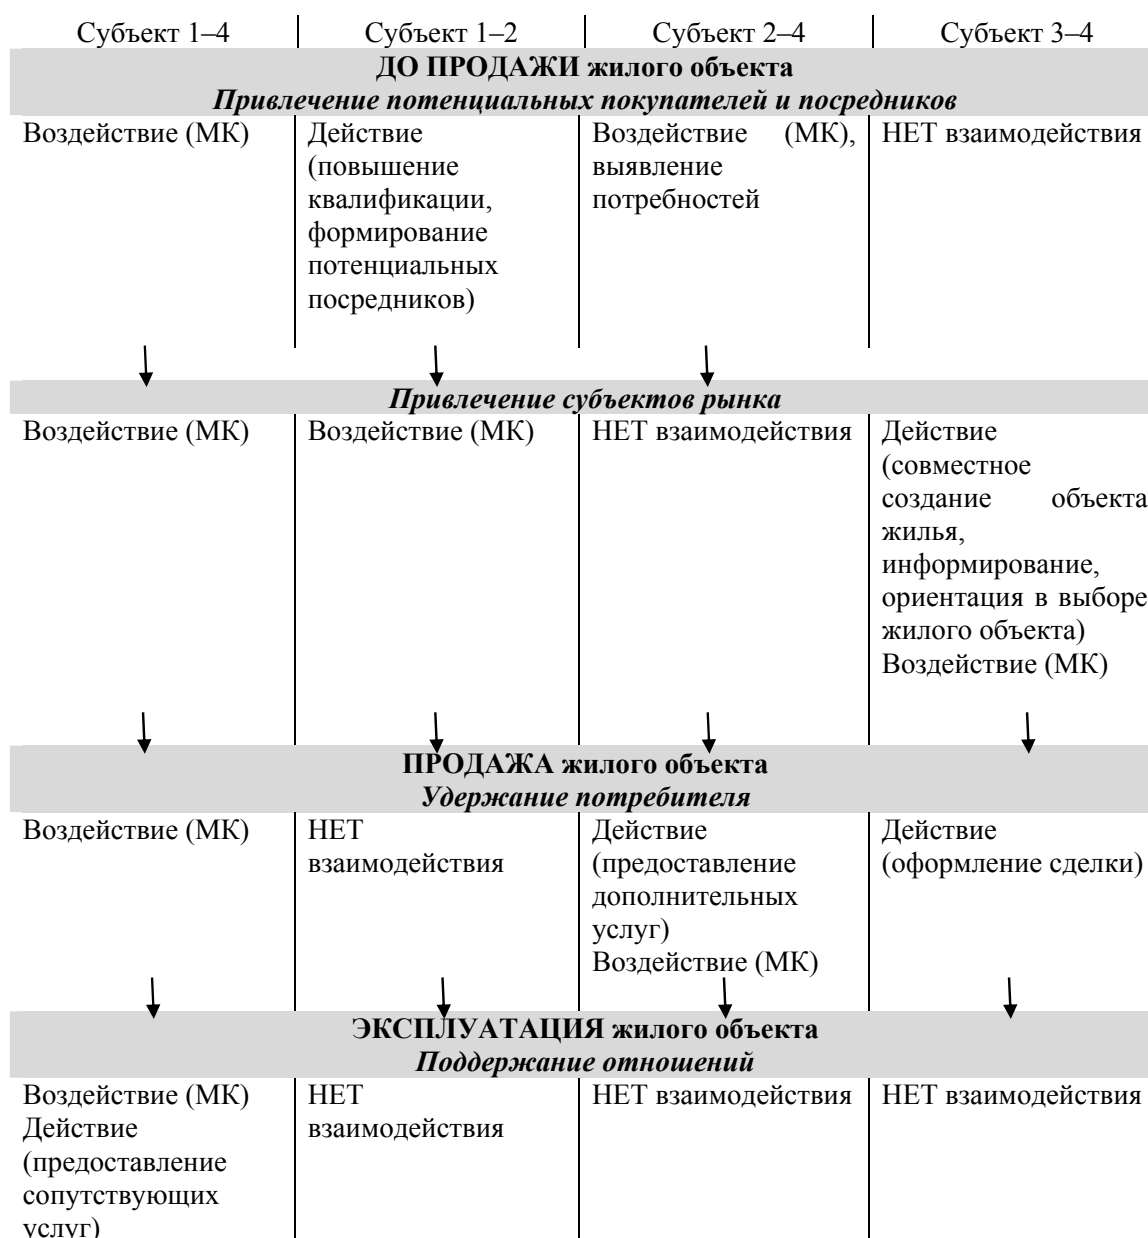 Субъект 1–4 Субъект 1–2 Субъект 2–4 Субъект 3–4
ДО ПРОДАЖИ жилого объекта
Привлечение потенциальных покупателей и посредников
Воздействие (МК)
Действие
(повышение
квалификации,
формирование
потенциальных
посредников)
Воздействие (МК),
выявление
потребностей
НЕТ взаимодействия
Привлечение субъектов рынка
Воздействие (МК)
Воздействие (МК)
НЕТ взаимодействия
Действие
(совместное
создание объекта
жилья,
информирование,
ориентация в выборе
жилого объекта)
Воздействие (МК)
ПРОДАЖА жилого объекта
Удержание потребителя
Воздействие (МК)
НЕТ
взаимодействия
Действие
(предоставление
дополнительных
услуг)
Воздействие (МК)
Действие
(оформление сделки)
ЭКСПЛУАТАЦИЯ жилого объекта
Поддержание отношений
Воздействие (МК)
Действие
(предоставление
сопутствующих
услуг)
НЕТ
взаимодействия
НЕТ взаимодействия
НЕТ взаимодействия